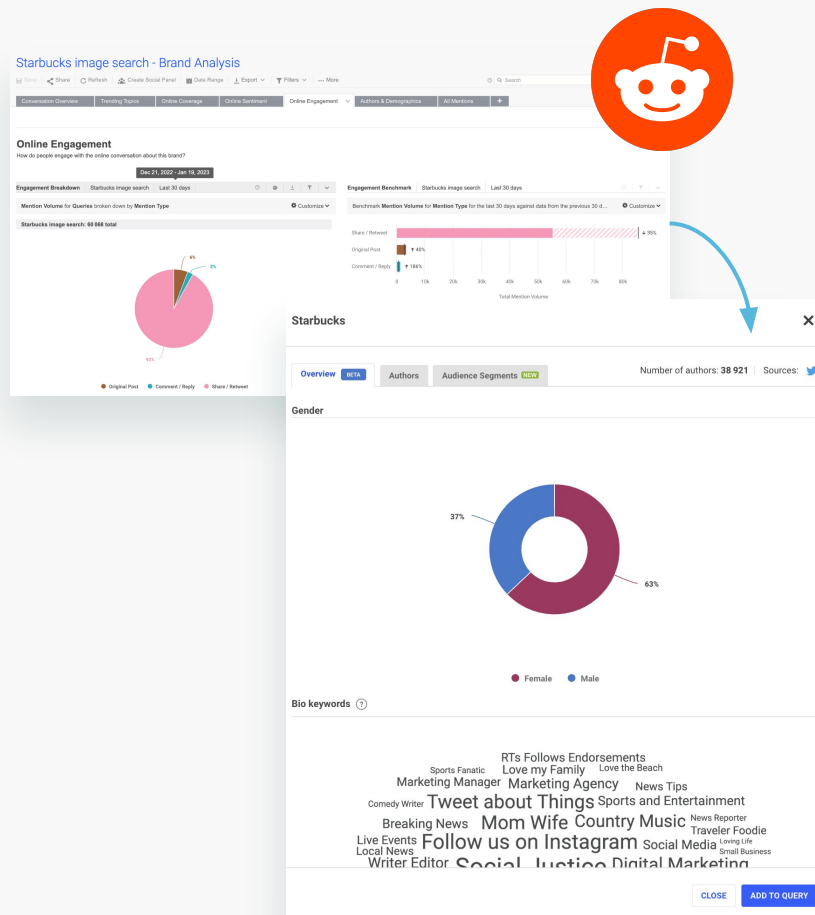 Starbucks image search - Brand Analysis
Save Share Refresh Create Social Panel Date Range Export Filters ... More Search
Conversation Overview Trending Topics Online Coverage Online Sentiment Online Engagement Authors & Demographics All Mentions +
Online Engagement
How do people engage with the online conversation about this brand?
Dec 21, 2022 - Jan 19, 2023
Engagement Breakdown Starbucks image search Last 30 days
Mention Volume for Queries broken down by Mention Type Customize
Starbucks image search: 60 068 total
6%
2%
Original Post Comment / Reply Share / Retweet
Engagement Benchmark Starbucks image search Last 30 days
Benchmark Mention Volume for Mention Type for the last 30 days against data from the previous 30 d... Customize
Share / Retweet 35%
Original Post 40%
Comment / Reply 186%
0 10k 20k 30k 40k 50k 60k 70k 80k
Total Mention Volume
Starbucks
Overview BETA Authors Audience Segments NEW Number of authors: 38 921 Sources:
Gender
37%
63%
Female Male
Bio keywords ?
RTs Follows Endorsements
Sports Fanatic Love my Family Love the Beach
Marketing Manager Marketing Agency News Tips
Comedy Writer Tweet about Things Sports and Entertainment
Breaking News Mom Wife Country Music News Reporter
Traveler Foodie
Live Events Follow us on Instagram Social Media Loving Life
Local News Small Business
Writer Editor Social Justice Digital Marketing
CLOSE ADD TO QUERY